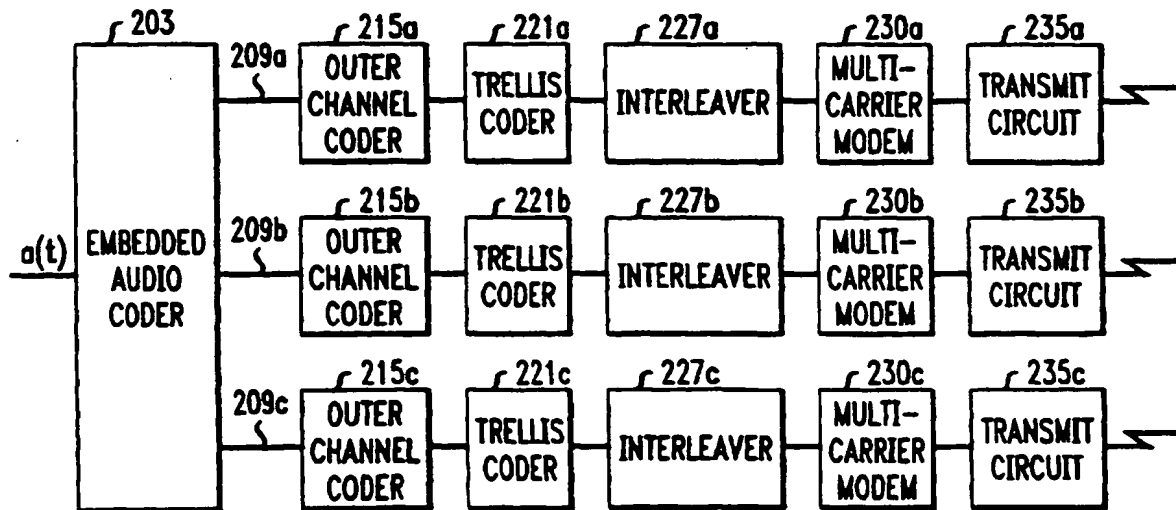 203
209a
215a
221a
227a
230a
235a
OUTER
CHANNEL
CODER
TRELLIS
CODER
INTERLEAVER
MULTI-
CARRIER
MODEM
TRANSMIT
CIRCUIT
a(t)
EMBEDDED
AUDIO
CODER
209b
215b
221b
227b
230b
235b
OUTER
CHANNEL
CODER
TRELLIS
CODER
INTERLEAVER
MULTI-
CARRIER
MODEM
TRANSMIT
CIRCUIT
209c
215c
221c
227c
230c
235c
OUTER
CHANNEL
CODER
TRELLIS
CODER
INTERLEAVER
MULTI-
CARRIER
MODEM
TRANSMIT
CIRCUIT